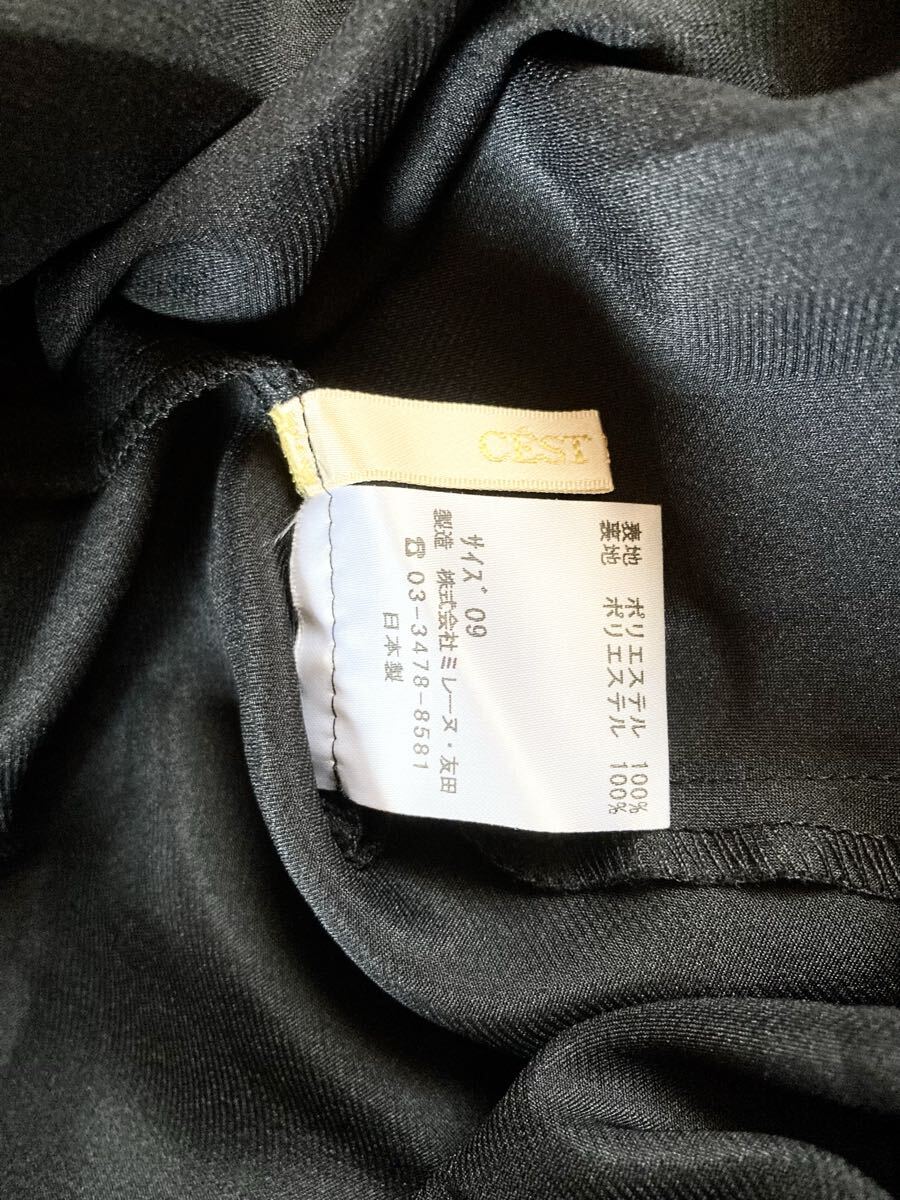 CEST
表地 ポリエステル 100%
裏地 ポリエステル 100%
サイズ 09
製造 株式会社ミレーヌ・友田
☎ 03-3478-8581
日本製